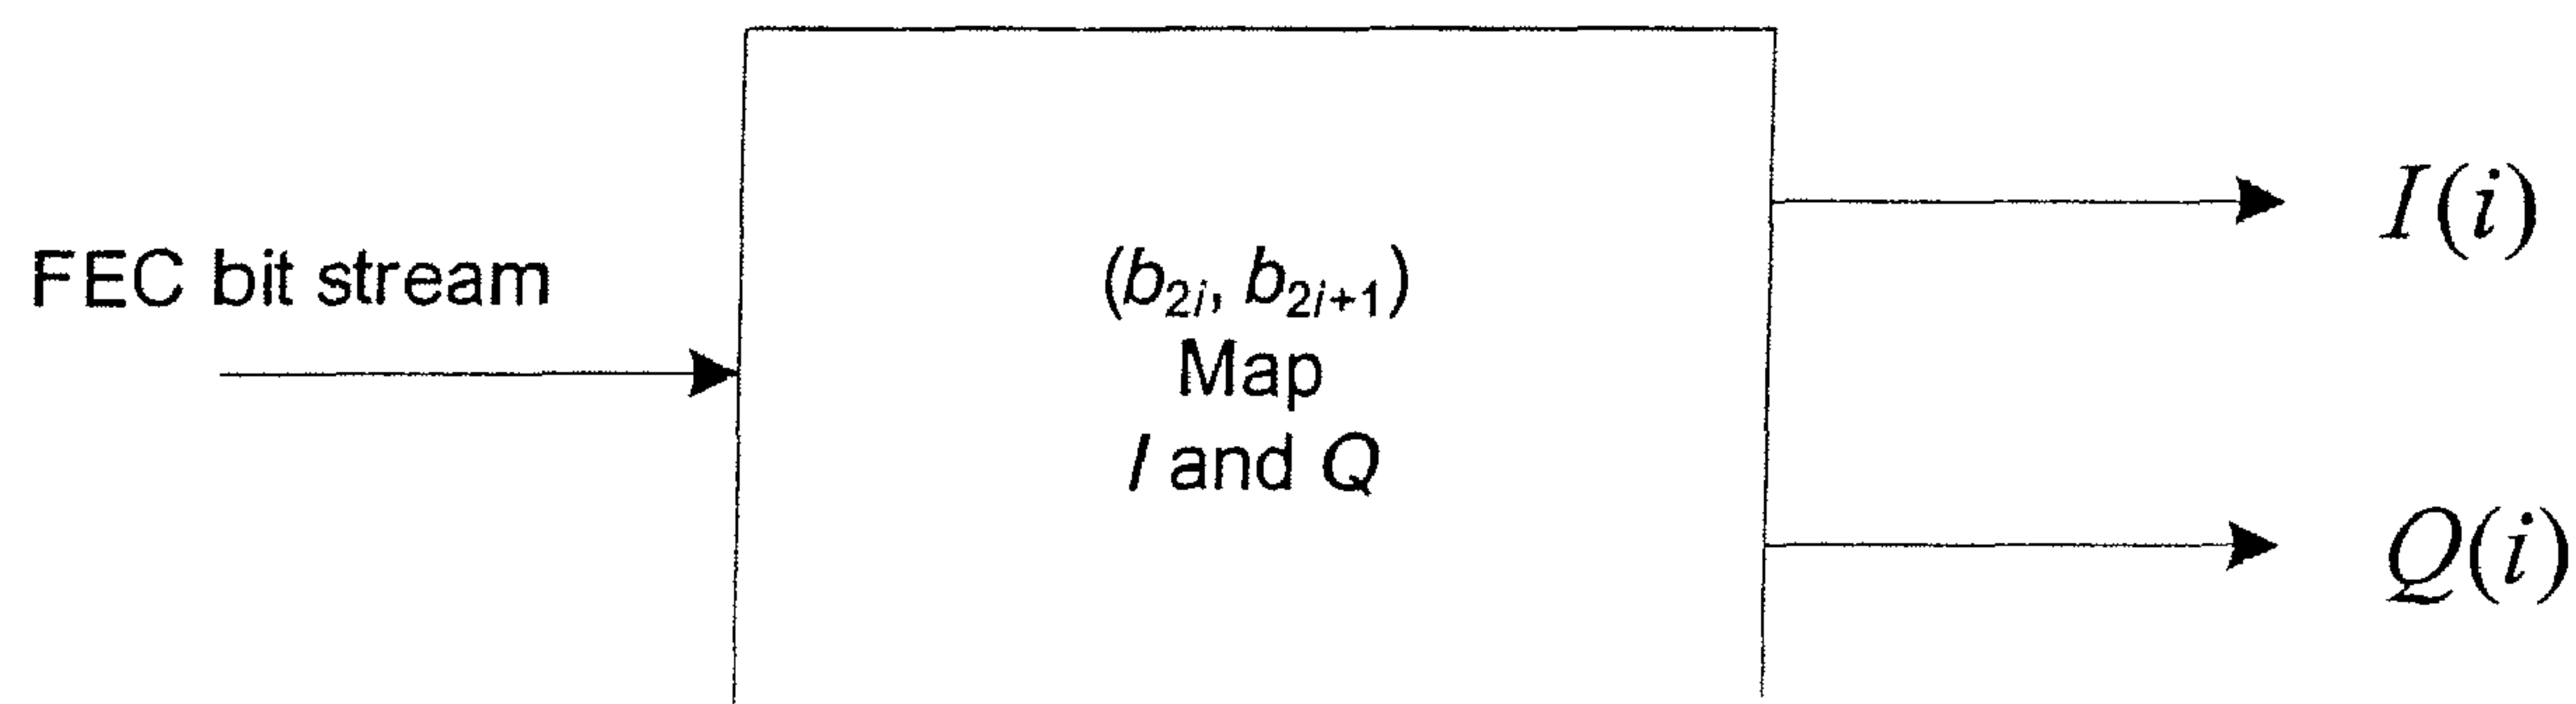 FEC bit stream
(b₂ᵢ, b₂ᵢ₊₁)
Map
I and Q
I(i)
Q(i)